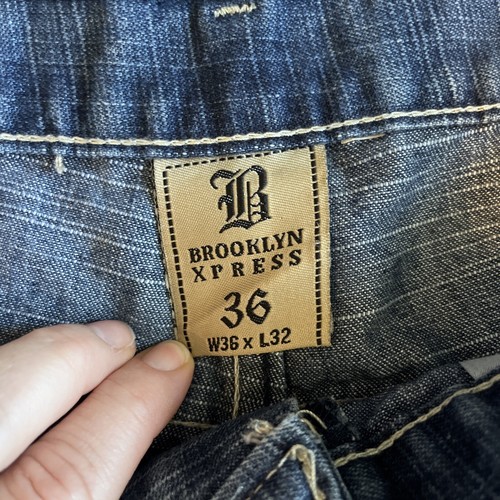 B
BROOKLYN
XPRESS
36
W36 x L32